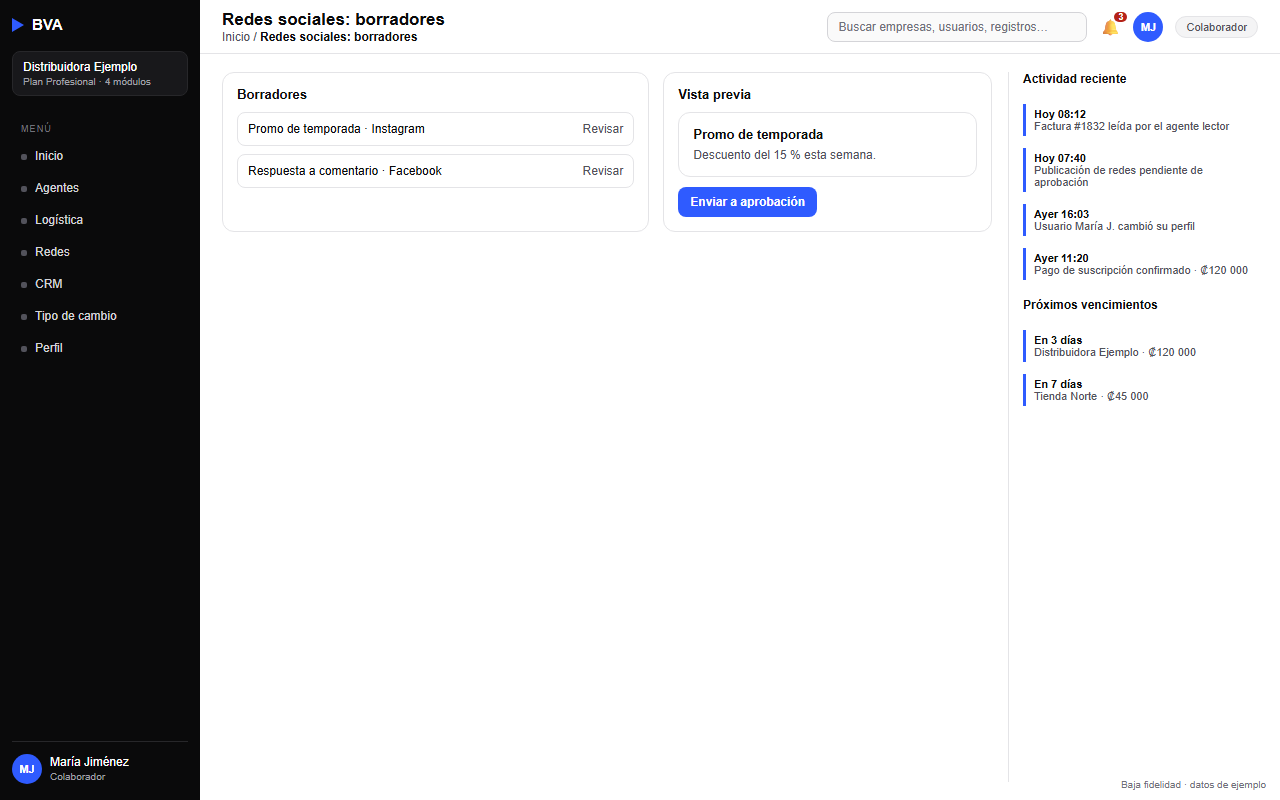 BVA
Distribuidora Ejemplo
Plan Profesional · 4 módulos
MENÚ
Inicio
Agentes
Logística
Redes
CRM
Tipo de cambio
Perfil
MJ
María Jiménez
Colaborador
Redes sociales: borradores
Inicio / Redes sociales: borradores
Buscar empresas, usuarios, registros…
3
MJ
Colaborador
Borradores
Promo de temporada · Instagram
Revisar
Respuesta a comentario · Facebook
Revisar
Vista previa
Promo de temporada
Descuento del 15 % esta semana.
Enviar a aprobación
Actividad reciente
Hoy 08:12
Factura #1832 leída por el agente lector
Hoy 07:40
Publicación de redes pendiente de
aprobación
Ayer 16:03
Usuario María J. cambió su perfil
Ayer 11:20
Pago de suscripción confirmado · ₡120 000
Próximos vencimientos
En 3 días
Distribuidora Ejemplo · ₡120 000
En 7 días
Tienda Norte · ₡45 000
Baja fidelidad · datos de ejemplo